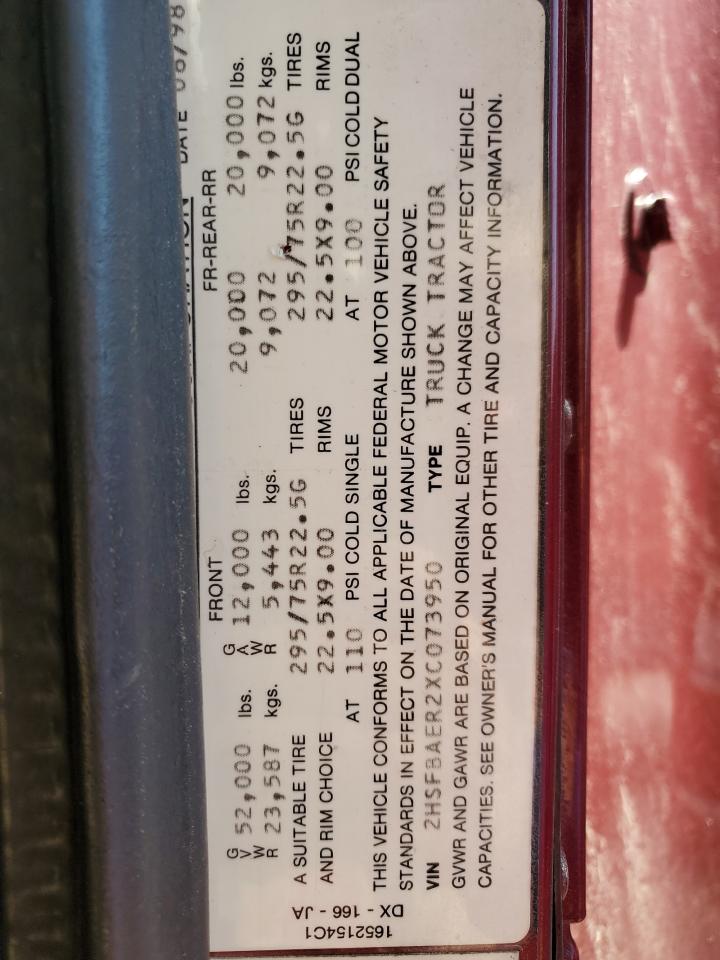 DATE 08/98
FRONT FR-REAR-RR
GVWR 52,000 lbs. GAWR 12,000 lbs. 20,000 20,000 lbs.
23,587 kgs. 5,443 kgs. 9,072 9,072 kgs.
A SUITABLE TIRE 295/75R22.5G TIRES 295/75R22.5G TIRES
AND RIM CHOICE 22.5X9.00 RIMS 22.5X9.00 RIMS
AT 110 PSI COLD SINGLE AT 100 PSI COLD DUAL
THIS VEHICLE CONFORMS TO ALL APPLICABLE FEDERAL MOTOR VEHICLE SAFETY
STANDARDS IN EFFECT ON THE DATE OF MANUFACTURE SHOWN ABOVE.
VIN 2HSFBAER2XC073950 TYPE TRUCK TRACTOR
GVWR AND GAWR ARE BASED ON ORIGINAL EQUIP. A CHANGE MAY AFFECT VEHICLE
CAPACITIES. SEE OWNER'S MANUAL FOR OTHER TIRE AND CAPACITY INFORMATION.
1652154C1
DX - 166 - JA